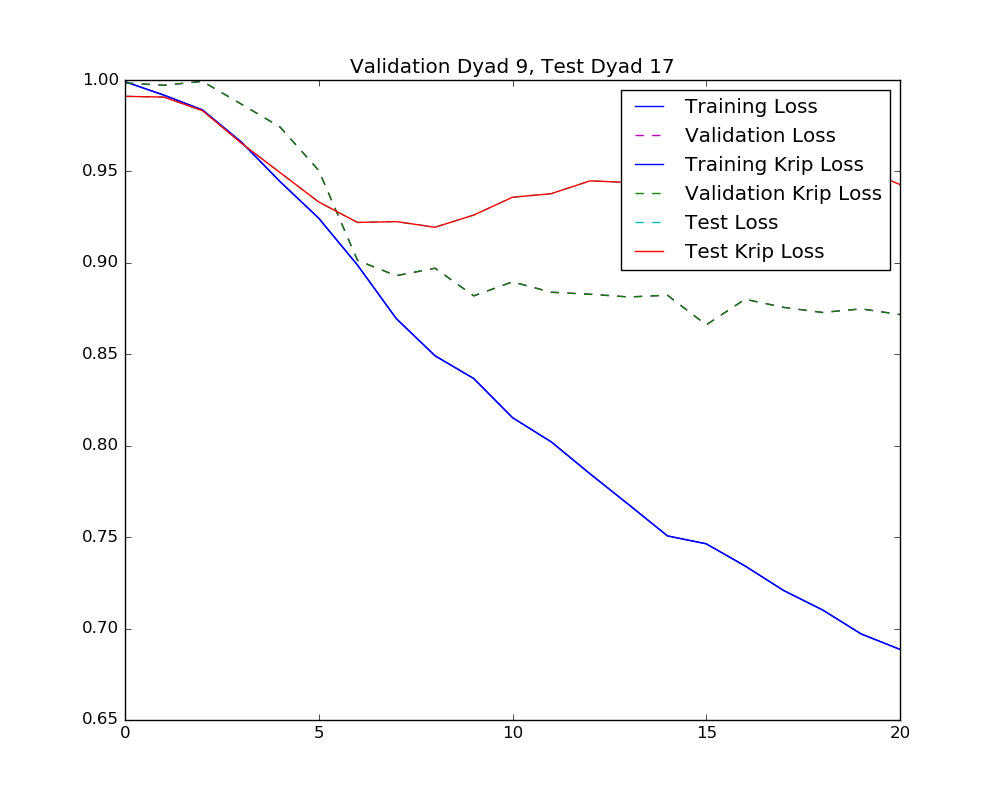 Validation Dyad 9, Test Dyad 17
1.00
0.95
0.90
0.85
0.80
0.75
0.70
0.65
Training Loss
Validation Loss
Training Krip Loss
Validation Krip Loss
Test Loss
Test Krip Loss
0
5
10
15
20